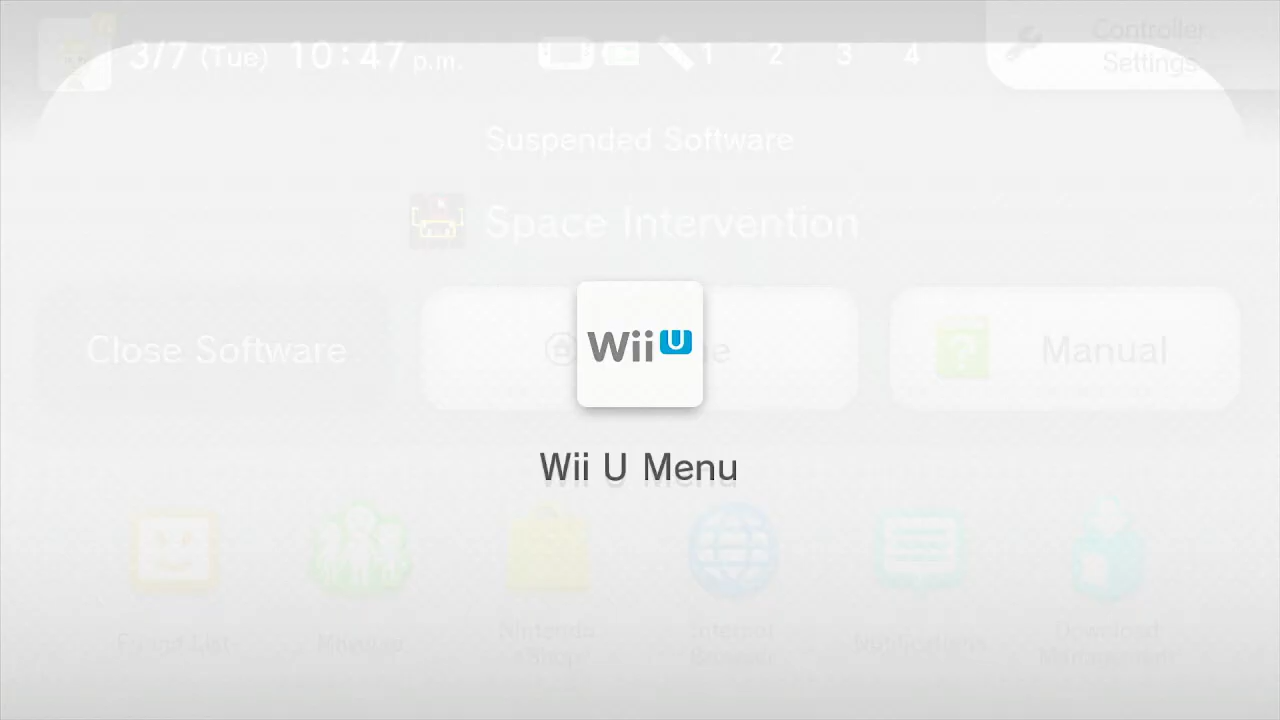 3/7 (Tue) 10:47 p.m.
1 2 3 4
Controller
Settings
Suspended Software
Space Intervention
Close Software
Manual
Wii U
Wii U Menu
Friend List
Miiverse
Nintendo
eShop
Internet
Browser
Notifications
Download
Management